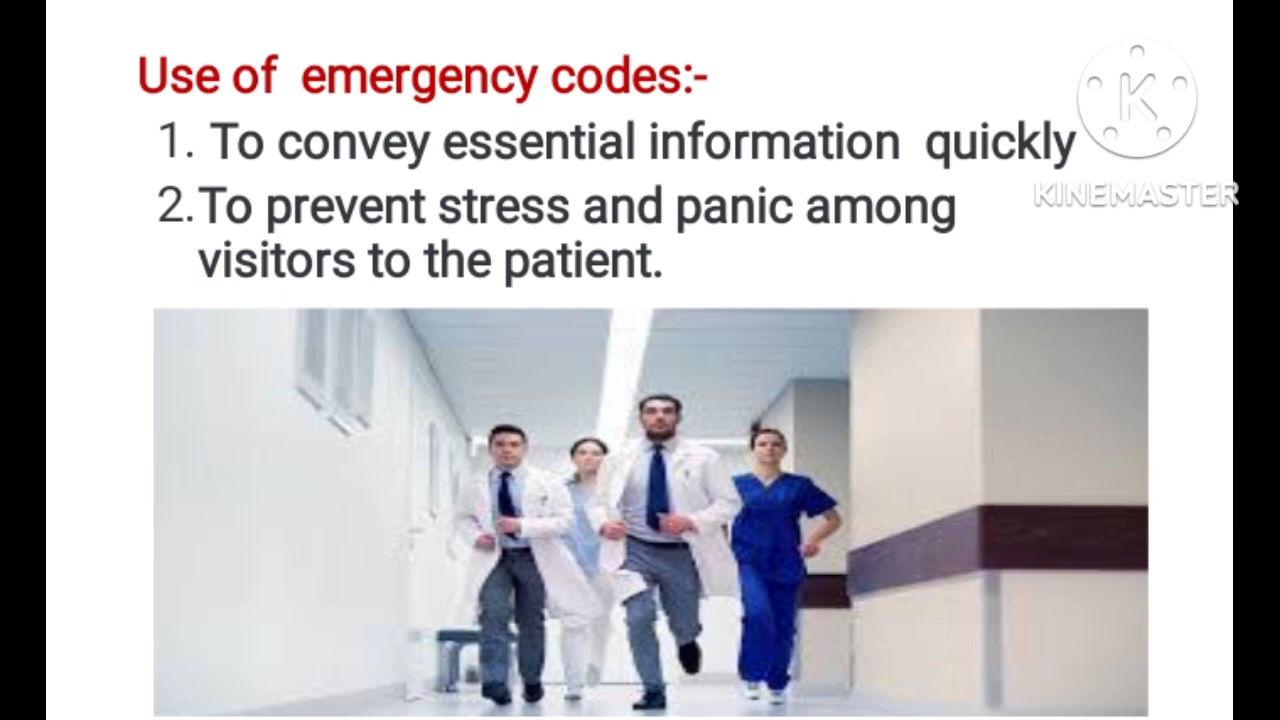 Use of emergency codes:-
1. To convey essential information quickly
2. To prevent stress and panic among
visitors to the patient.
K
KINEMASTER